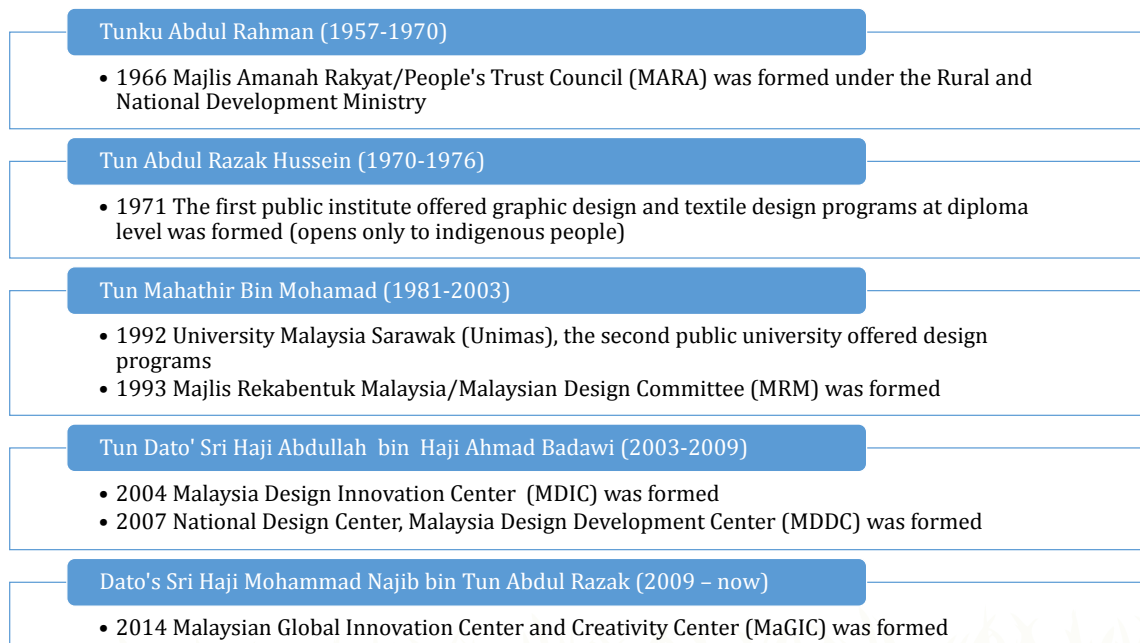 Tunku Abdul Rahman (1957-1970)
• 1966 Majlis Amanah Rakyat/People's Trust Council (MARA) was formed under the Rural and
National Development Ministry
Tun Abdul Razak Hussein (1970-1976)
• 1971 The first public institute offered graphic design and textile design programs at diploma
level was formed (opens only to indigenous people)
Tun Mahathir Bin Mohamad (1981-2003)
• 1992 University Malaysia Sarawak (Unimas), the second public university offered design
programs
• 1993 Majlis Rekabentuk Malaysia/Malaysian Design Committee (MRM) was formed
Tun Dato' Sri Haji Abdullah bin Haji Ahmad Badawi (2003-2009)
• 2004 Malaysia Design Innovation Center (MDIC) was formed
• 2007 National Design Center, Malaysia Design Development Center (MDDC) was formed
Dato's Sri Haji Mohammad Najib bin Tun Abdul Razak (2009 – now)
• 2014 Malaysian Global Innovation Center and Creativity Center (MaGIC) was formed